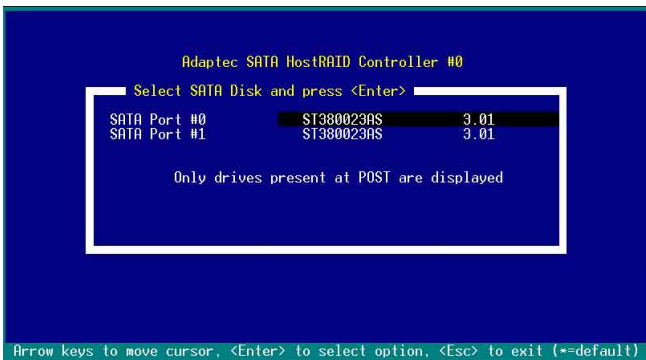 Adaptec SATA HostRAID Controller #0
Select SATA Disk and press <Enter>
SATA Port #0 ST380023AS 3.01
SATA Port #1 ST380023AS 3.01
Only drives present at POST are displayed
Arrow keys to move cursor, <Enter> to select option, <Esc> to exit (*=default)